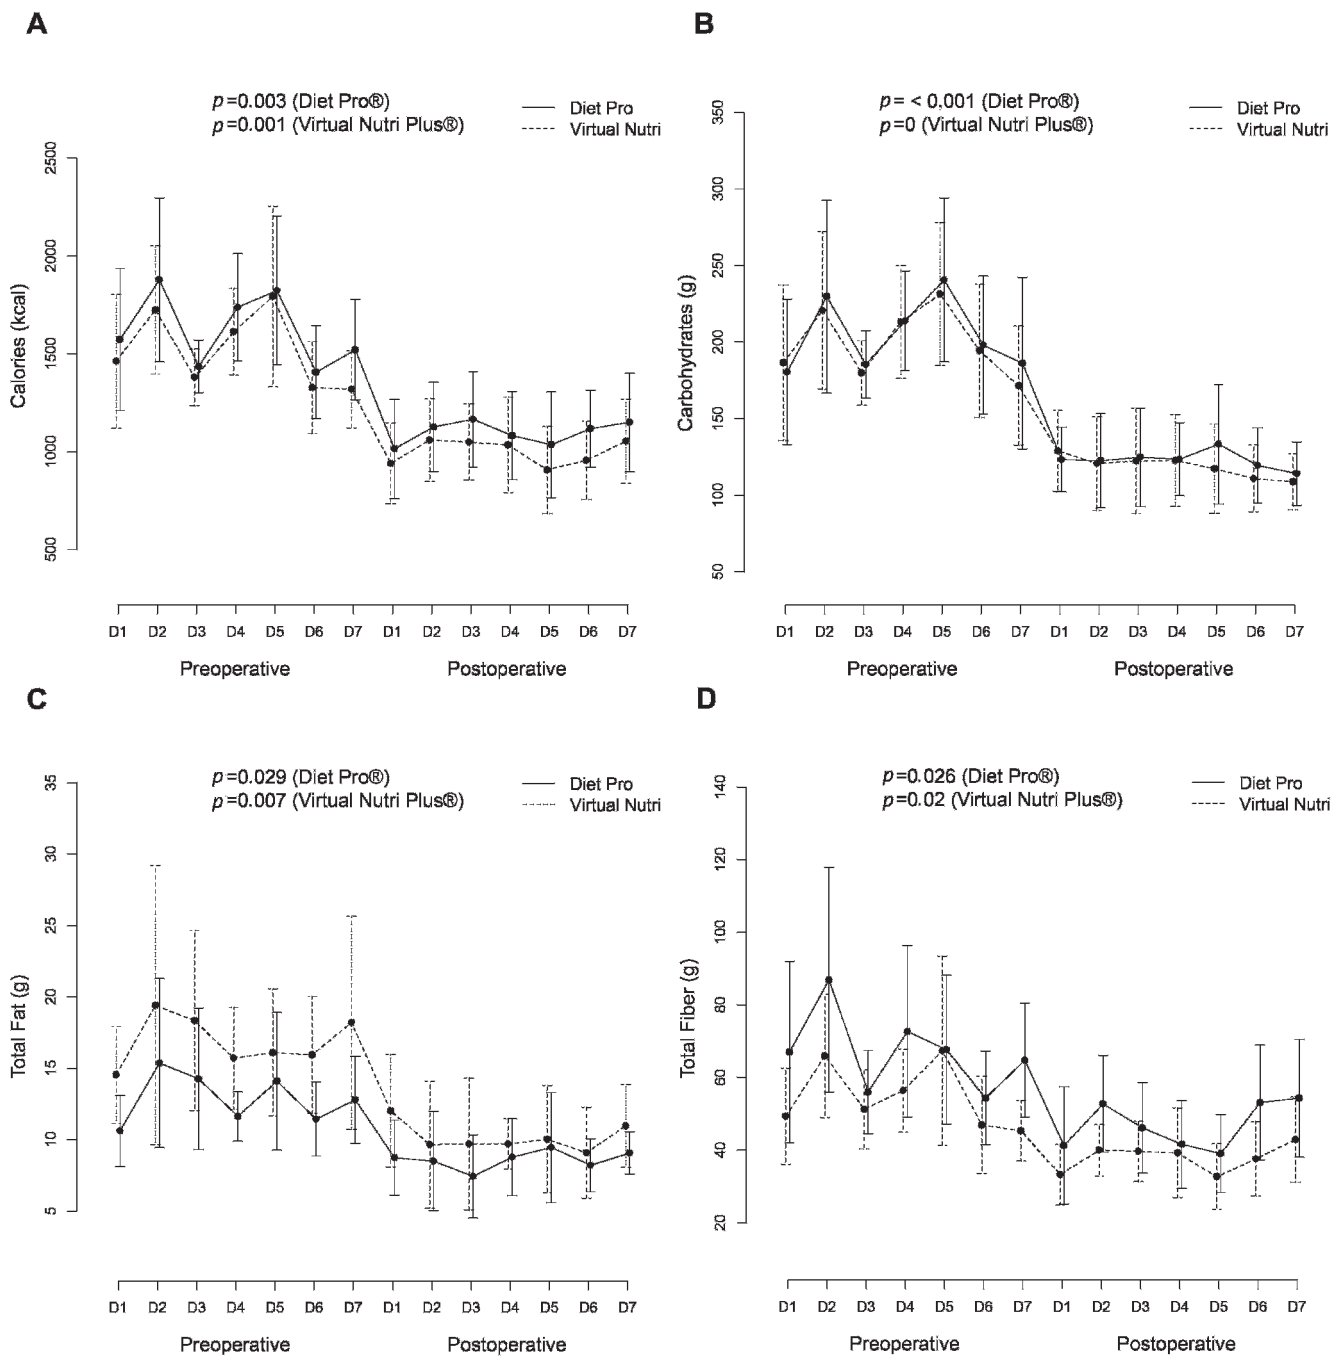 A
p=0.003 (Diet Pro®)
p=0.001 (Virtual Nutri Plus®)
Diet Pro
Virtual Nutri
Calories (kcal)
2500
2000
1500
1000
500
D1 D2 D3 D4 D5 D6 D7 D1 D2 D3 D4 D5 D6 D7
Preoperative Postoperative
B
p= < 0,001 (Diet Pro®)
p=0 (Virtual Nutri Plus®)
Diet Pro
Virtual Nutri
Carbohydrates (g)
350
300
250
200
150
100
50
D1 D2 D3 D4 D5 D6 D7 D1 D2 D3 D4 D5 D6 D7
Preoperative Postoperative
C
p=0.029 (Diet Pro®)
p=0.007 (Virtual Nutri Plus®)
Diet Pro
Virtual Nutri
Total Fat (g)
35
30
25
20
15
10
5
D1 D2 D3 D4 D5 D6 D7 D1 D2 D3 D4 D5 D6 D7
Preoperative Postoperative
D
p=0.026 (Diet Pro®)
p=0.02 (Virtual Nutri Plus®)
Diet Pro
Virtual Nutri
Total Fiber (g)
140
120
100
80
60
40
20
D1 D2 D3 D4 D5 D6 D7 D1 D2 D3 D4 D5 D6 D7
Preoperative Postoperative